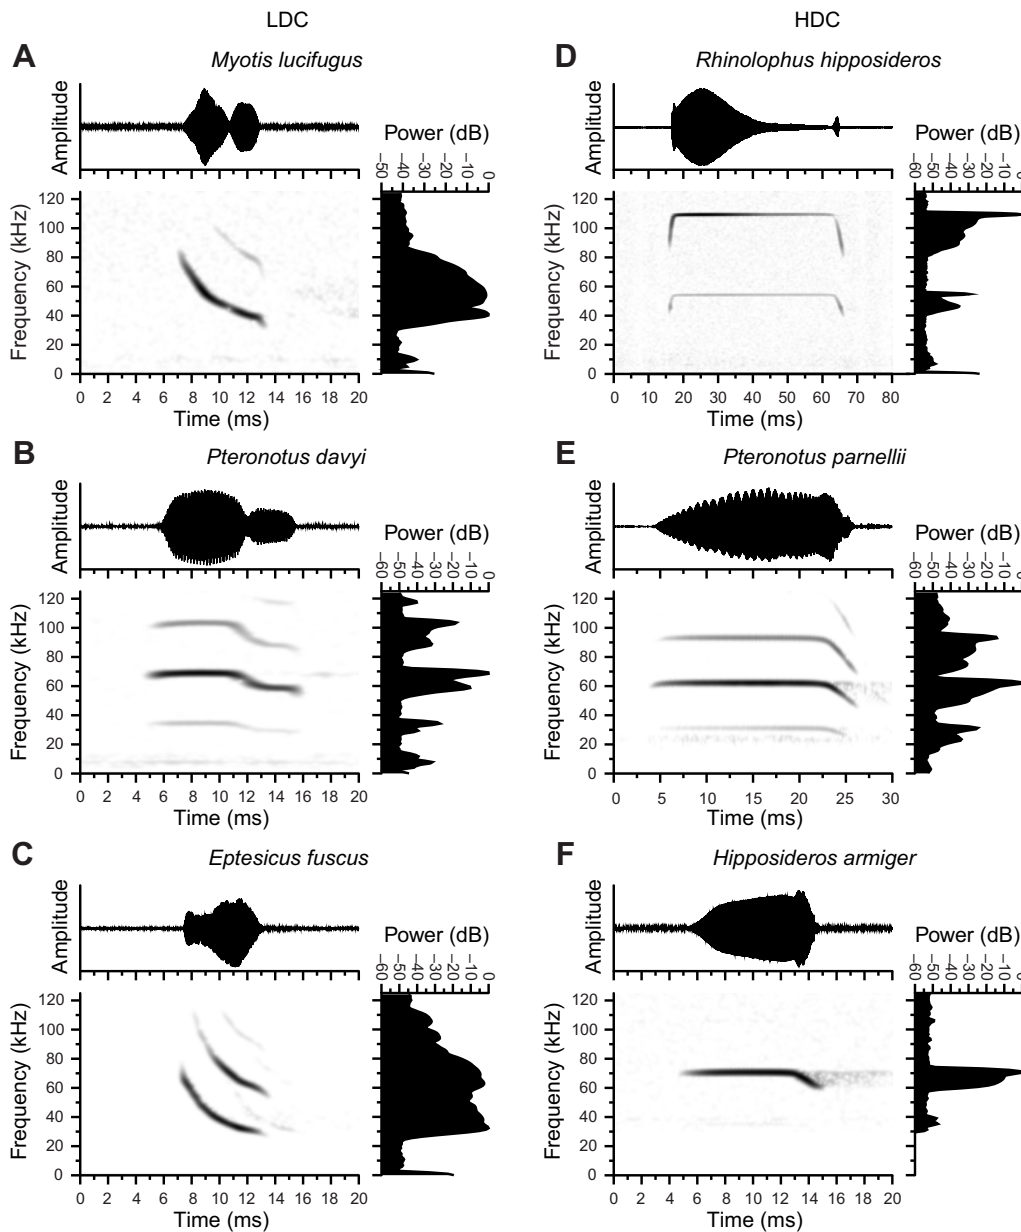 LDC
HDC
A
Myotis lucifugus
Amplitude
Power (dB)
-50 -40 -30 -20 -10 0
Frequency (kHz)
120
100
80
60
40
20
0
0 2 4 6 8 10 12 14 16 18 20
Time (ms)
D
Rhinolophus hipposideros
Amplitude
Power (dB)
-50 -40 -30 -20 -10 0
Frequency (kHz)
120
100
80
60
40
20
0
0 10 20 30 40 50 60 70 80
Time (ms)
B
Pteronotus davyi
Amplitude
Power (dB)
-60 -50 -40 -30 -20 -10 0
Frequency (kHz)
120
100
80
60
40
20
0
0 2 4 6 8 10 12 14 16 18 20
Time (ms)
E
Pteronotus parnellii
Amplitude
Power (dB)
-60 -50 -40 -30 -20 -10 0
Frequency (kHz)
120
100
80
60
40
20
0
0 5 10 15 20 25 30
Time (ms)
C
Eptesicus fuscus
Amplitude
Power (dB)
-60 -50 -40 -30 -20 -10 0
Frequency (kHz)
120
100
80
60
40
20
0
0 2 4 6 8 10 12 14 16 18 20
Time (ms)
F
Hipposideros armiger
Amplitude
Power (dB)
-60 -50 -40 -30 -20 -10 0
Frequency (kHz)
120
100
80
60
40
20
0
0 2 4 6 8 10 12 14 16 18 20
Time (ms)